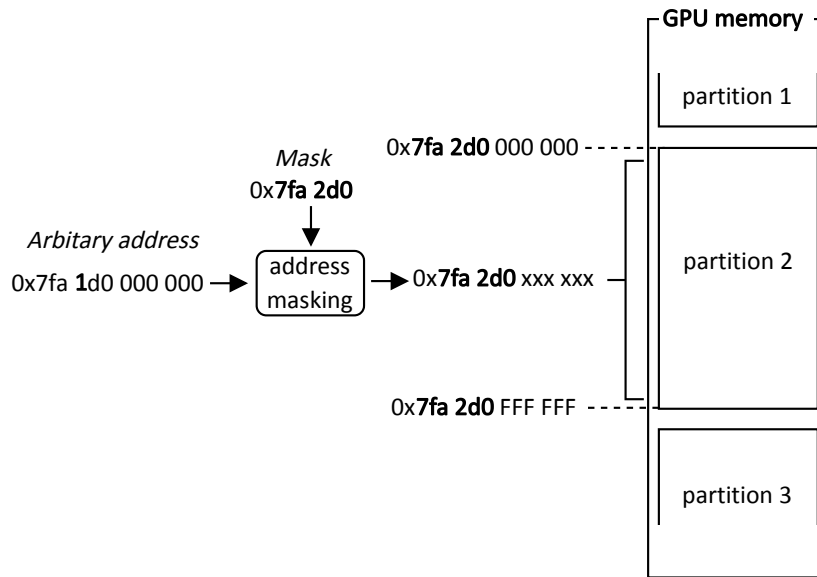 GPU memory
partition 1
0x7fa 2d0 000 000
Mask
0x7fa 2d0
Arbitary address
0x7fa 1d0 000 000
address
masking
0x7fa 2d0 xxx xxx
partition 2
0x7fa 2d0 FFF FFF
partition 3